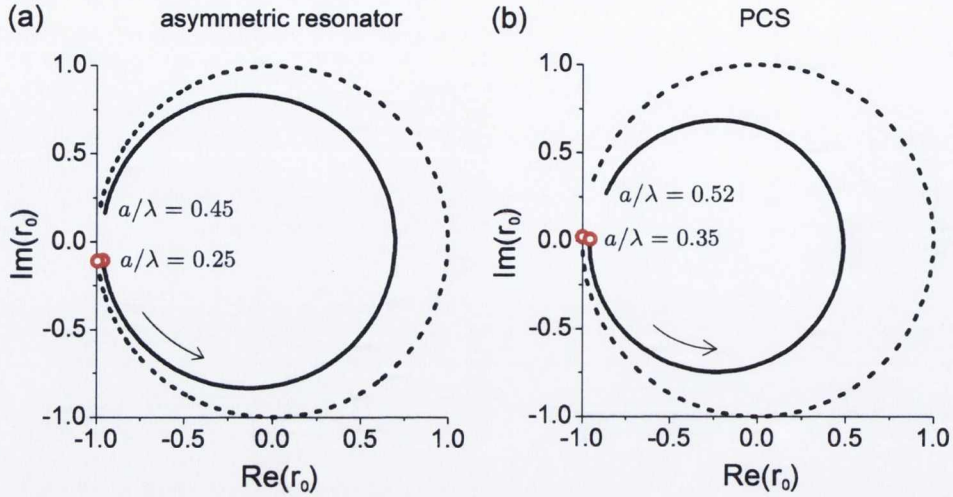 (a) asymmetric resonator
1.0
0.5
0.0
-0.5
-1.0
Im(r₀)
a/λ = 0.45
a/λ = 0.25
-1.0 -0.5 0.0 0.5 1.0
Re(r₀)
(b) PCS
1.0
0.5
0.0
-0.5
-1.0
Im(r₀)
a/λ = 0.52
a/λ = 0.35
-1.0 -0.5 0.0 0.5 1.0
Re(r₀)